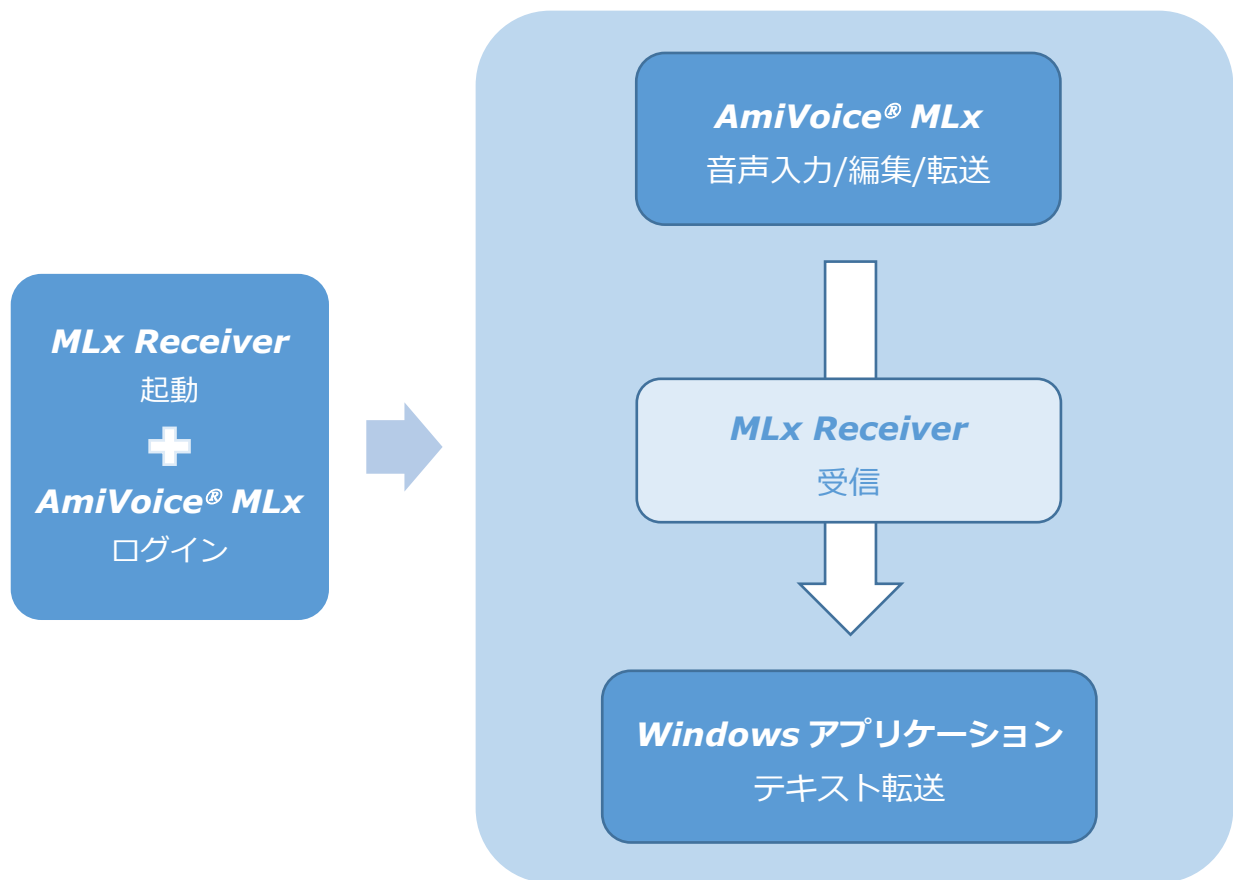 MLx Receiver
起動
AmiVoice® MLx
ログイン
AmiVoice® MLx
音声入力/編集/転送
MLx Receiver
受信
Windows アプリケーション
テキスト転送